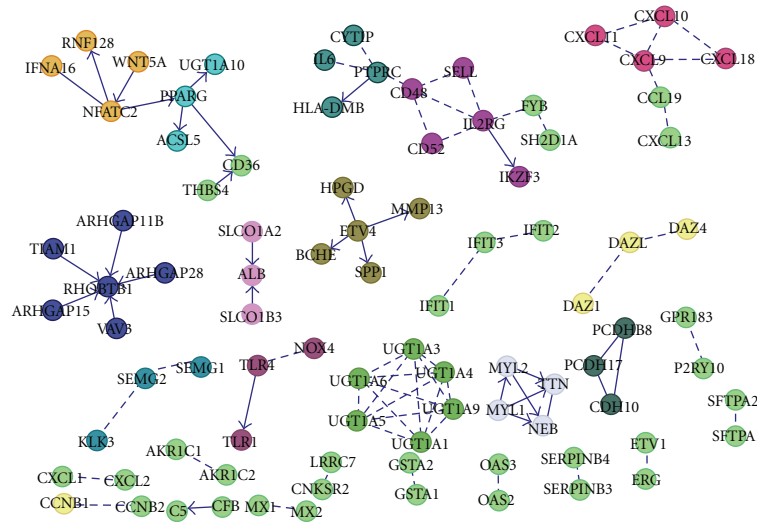 CXCL10
RNF128
CYTIP
CXCL11
IFNA16
WNT5A
UGT1A10
IL6
PTPRC
SELL
CXCL9
CXCL18
NFATC2
PPARG
HLA-DMB
CD48
FYB
CCL19
IL2RG
ACSL5
CD52
SH2D1A
CXCL13
CD36
THBS4
IKZF3
HPGD
MMP13
ARHGAP11B
SLCO1A2
ETV4
IFIT2
DAZ4
TIAM1
IFIT3
DAZL
BCHE
SPP1
ARHGAP28
ALB
RHOBTB1
ARHGAP15
SLCO1B3
IFIT1
DAZ1
GPR183
VAV3
PCDHB8
NOX4
UGT1A3
SEMG1
TLR4
MYL2
PCDH17
P2RY10
SEMG2
UGT1A6
UGT1A4
TTN
SFTPA2
UGT1A9
MYL1
CDH10
UGT1A5
NEB
SFTPA
KLK3
TLR1
UGT1A1
AKR1C1
ETV1
LRRC7
GSTA2
OAS3
SERPINB4
CXCL1
CXCL2
AKR1C2
ERG
CNKSR2
GSTA1
SERPINB3
CCNB1
CCNB2
C5
CFB
MX1
MX2
OAS2